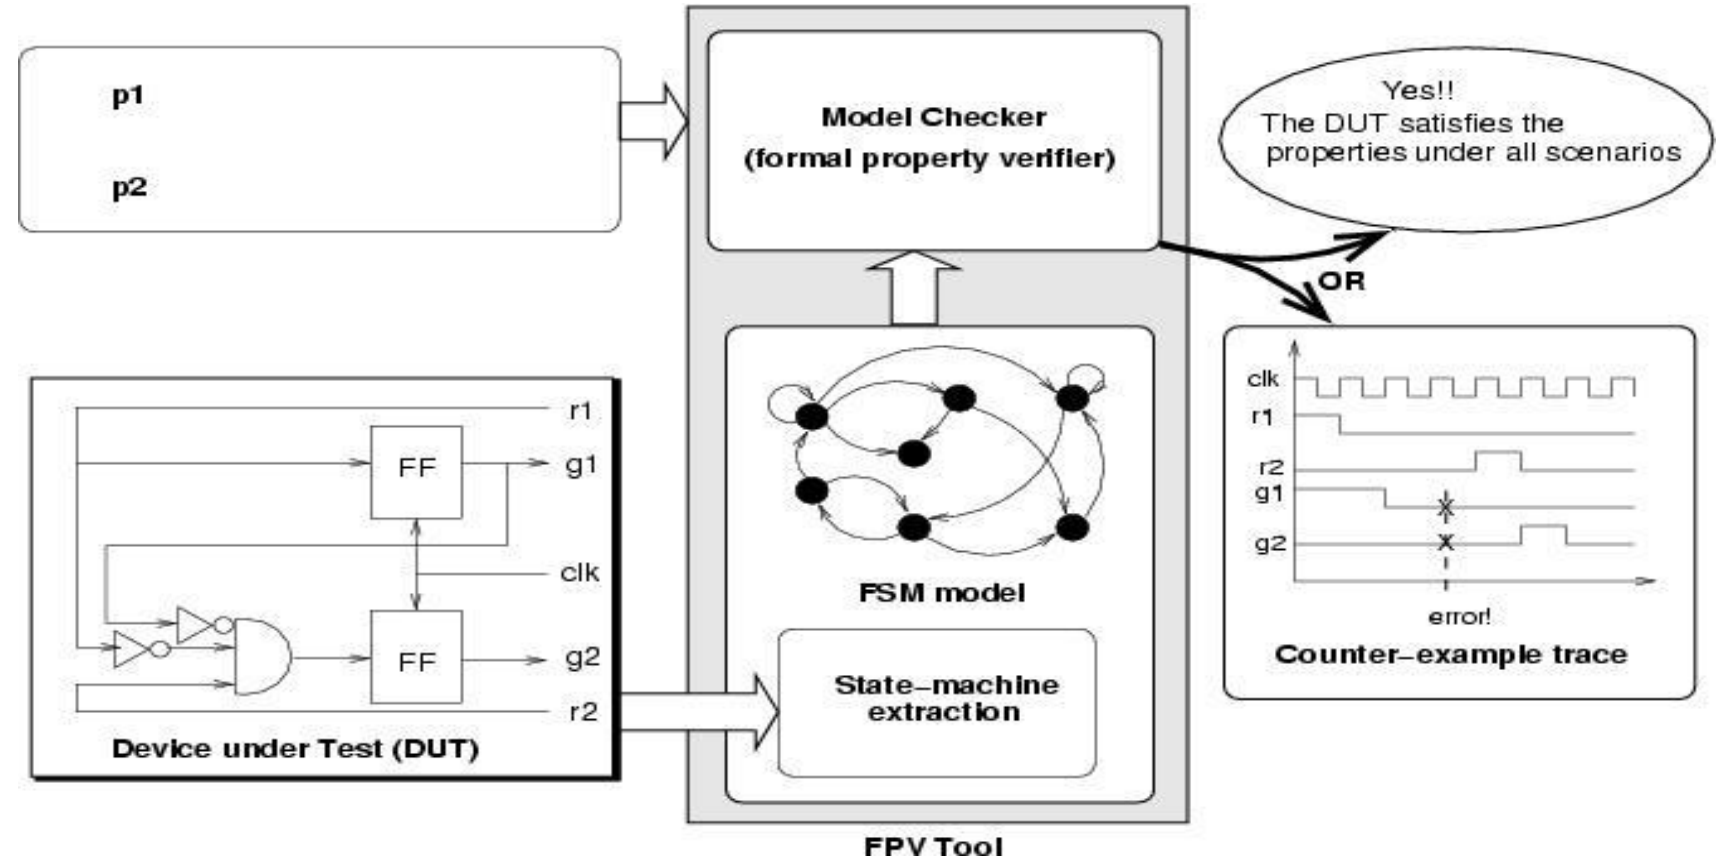 p1
p2
Model Checker
(formal property verifier)
Yes!!
The DUT satisfies the
properties under all scenarios
OR
r1
FF
g1
clk
FF
g2
r2
Device under Test (DUT)
FSM model
State-machine
extraction
FPV Tool
clk
r1
r2
g1
X
g2
X
error!
Counter-example trace